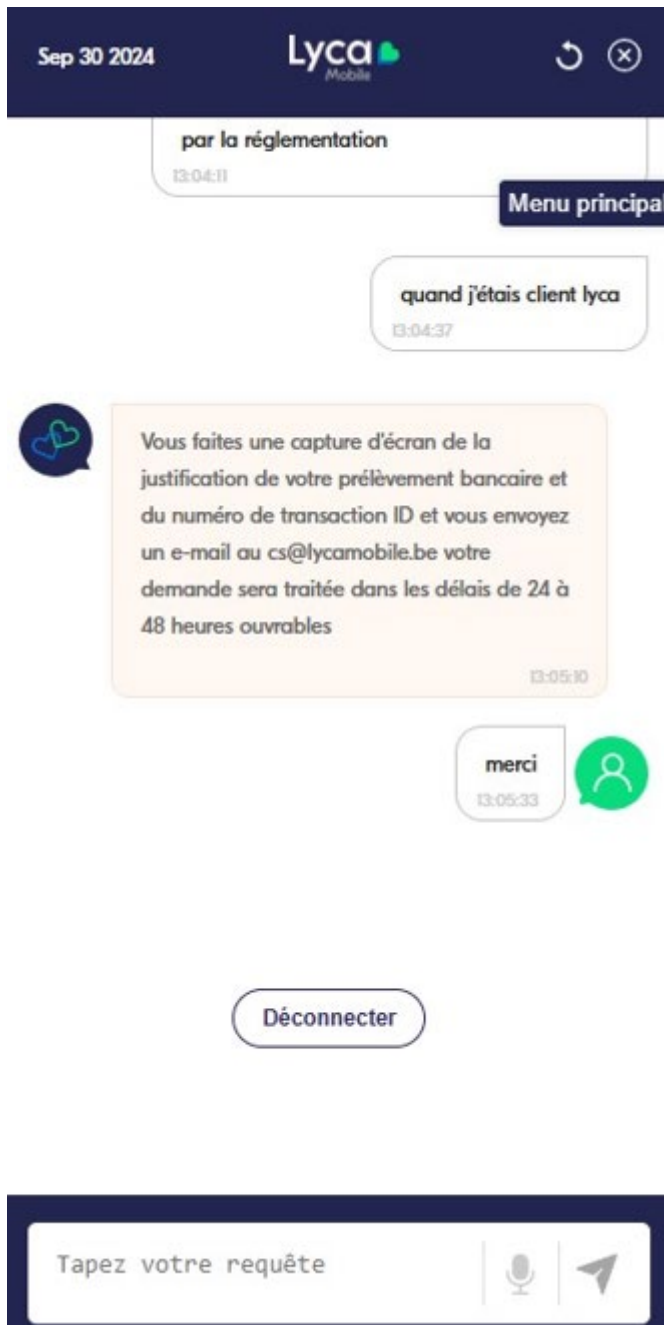 Sep 30 2024
Lyca
Mobile
par la réglementation
13:04:11
Menu principal
quand j'étais client lyca
13:04:37
Vous faites une capture d'écran de la
justification de votre prélèvement bancaire et
du numéro de transaction ID et vous envoyez
un e-mail au cs@lycamobile.be votre
demande sera traitée dans les délais de 24 à
48 heures ouvrables
13:05:10
merci
13:05:33
Déconnecter
Tapez votre requête